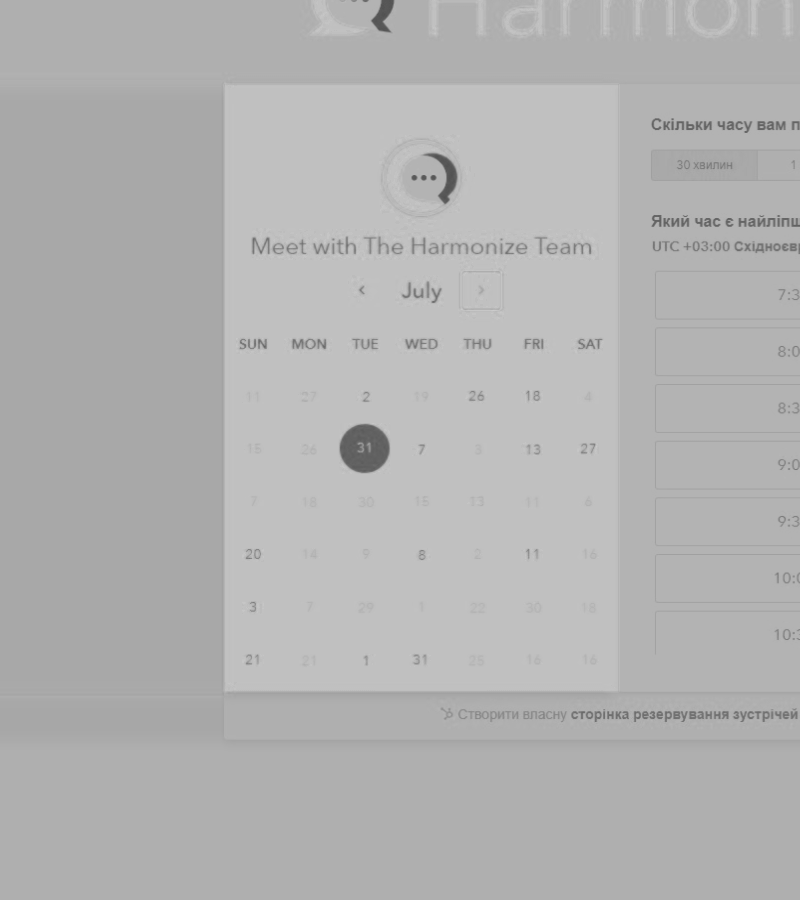 Harmon
Meet with The Harmonize Team
July
SUN MON TUE WED THU FRI SAT
11 27 2 19 26 18 4
15 26 31 7 8 13 27
7 18 30 15 13 11 6
20 14 9 8 2 11 16
3 7 29 1 22 30 18
21 21 1 31 25 16 16
Скільки часу вам п
30 хвилин 1
Який час є найліпш
UTC +03:00 Східноєвр
7:3
8:0
8:3
9:0
9:3
10:0
10:3
Створити власну сторінка резервування зустрічей